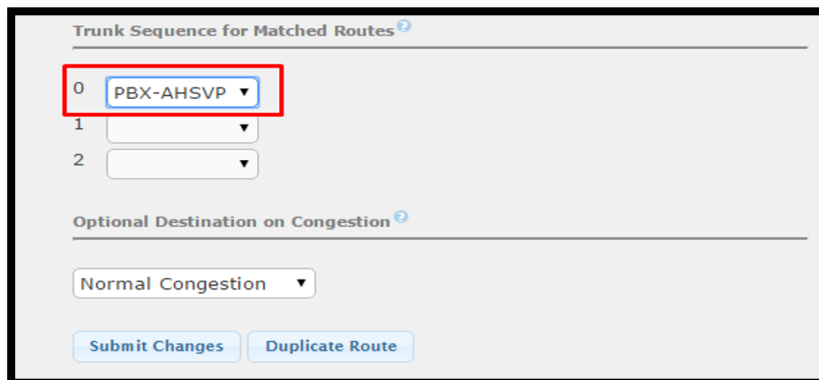 Trunk Sequence for Matched Routes?
0 PBX-AHSVP
1
2
Optional Destination on Congestion?
Normal Congestion
Submit Changes Duplicate Route